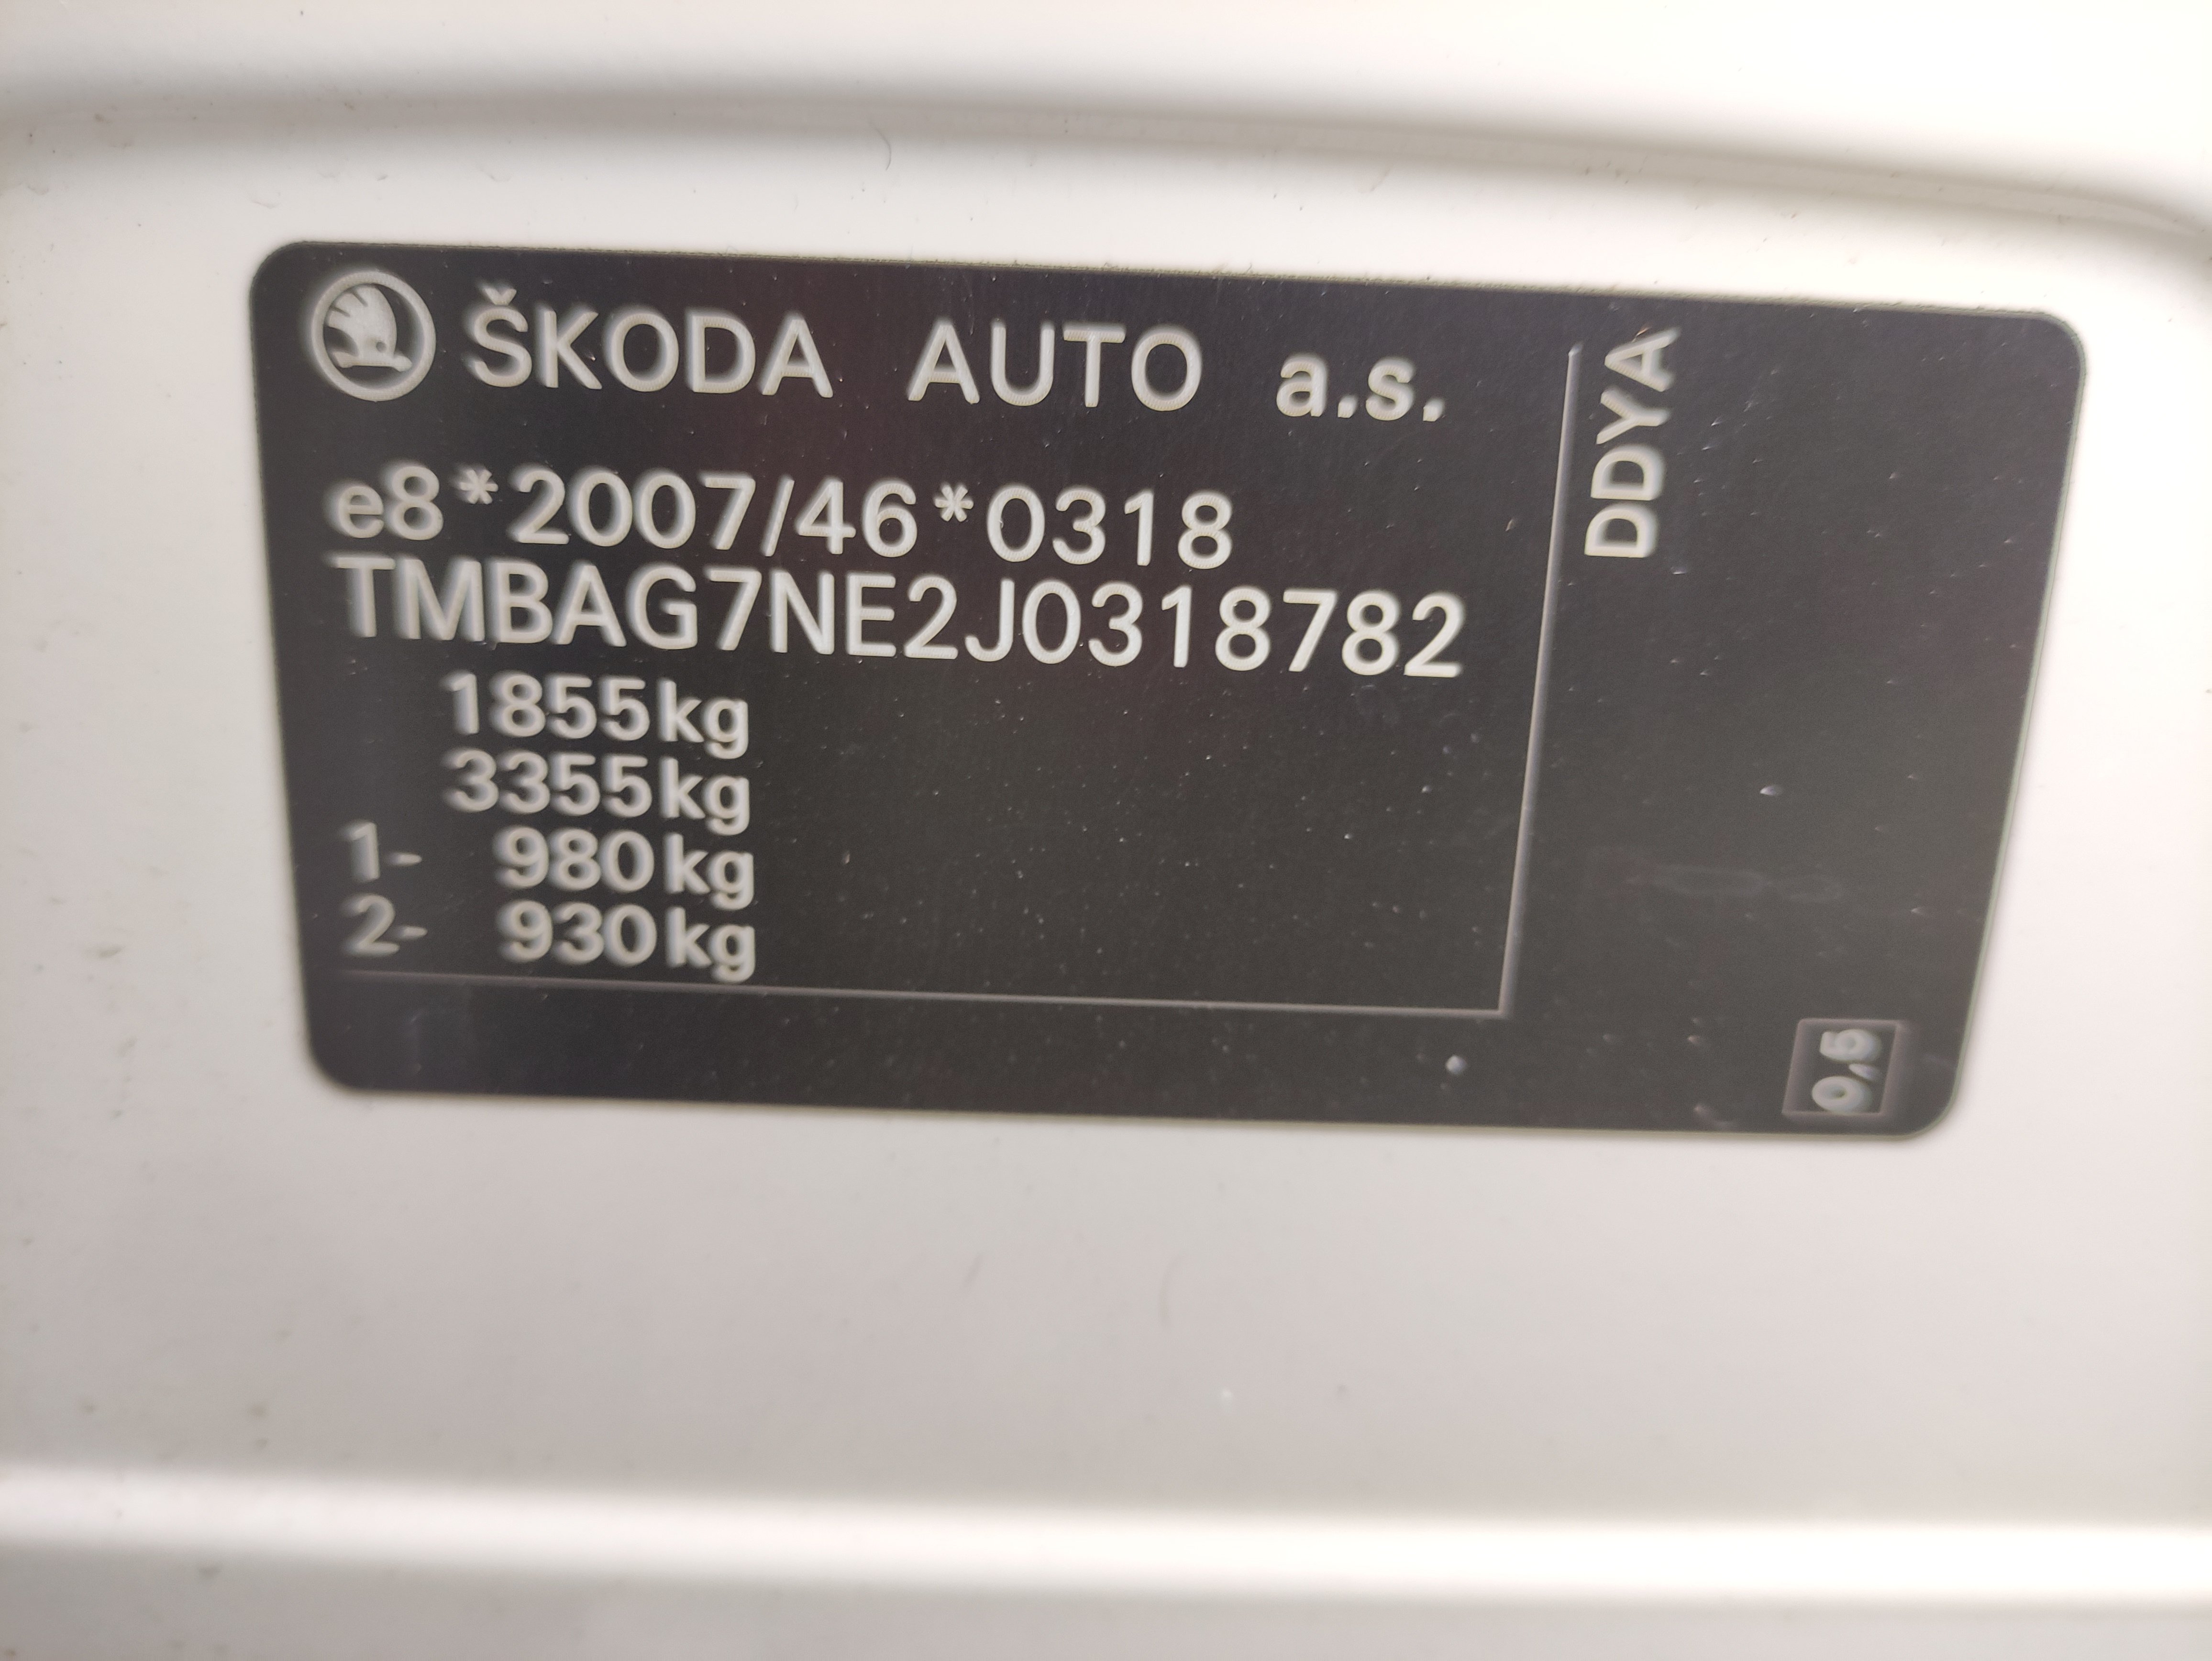 ŠKODA AUTO a.s.
e8*2007/46*0318
TMBAG7NE2J0318782
1855kg
3355kg
1- 980kg
2- 930kg
DDYA
0,5